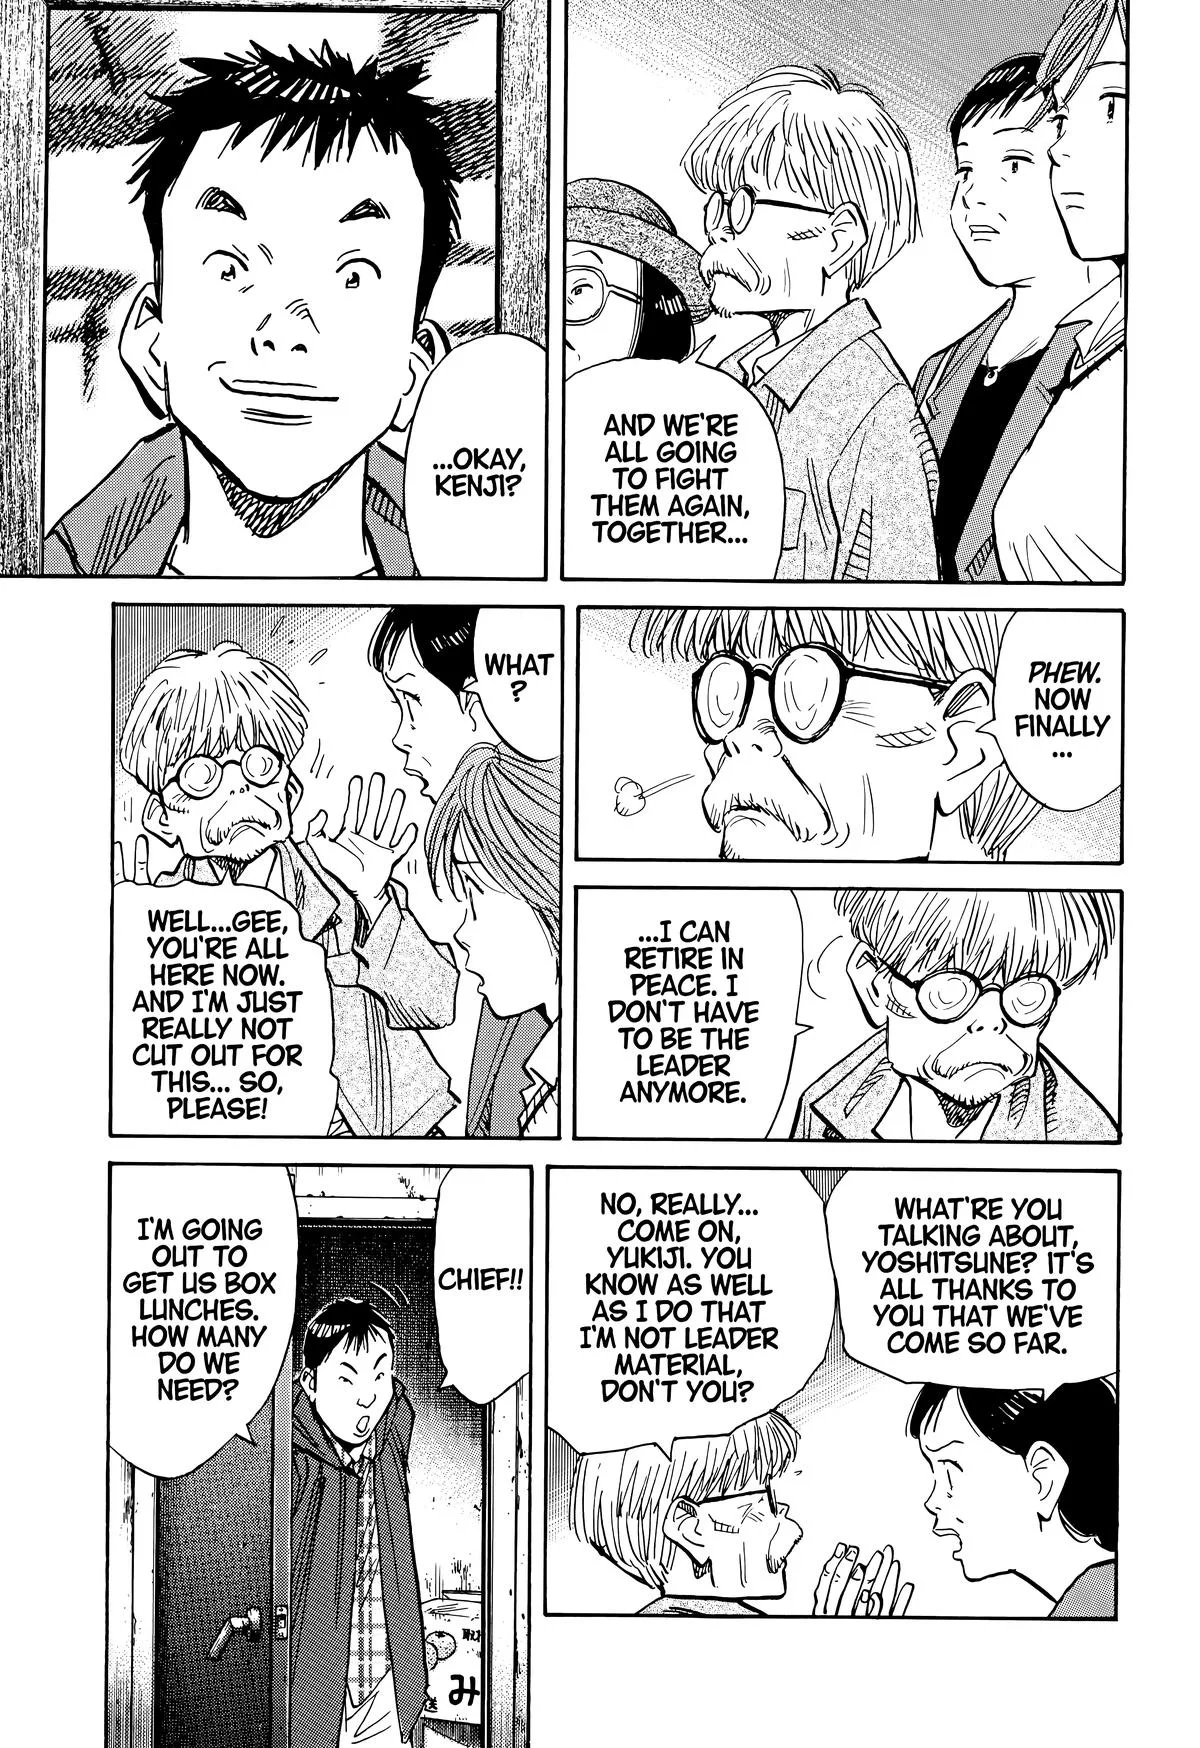 AND WE'RE
ALL GOING
TO FIGHT
THEM AGAIN,
TOGETHER...
...OKAY,
KENJI?
PHEW.
NOW
FINALLY
...
...I CAN
RETIRE IN
PEACE. I
DON'T HAVE
TO BE THE
LEADER
ANYMORE.
WHAT
?
WELL...GEE,
YOU'RE ALL
HERE NOW.
AND I'M JUST
REALLY NOT
CUT OUT FOR
THIS... SO,
PLEASE!
WHAT'RE YOU
TALKING ABOUT,
YOSHITSUNE? IT'S
ALL THANKS TO
YOU THAT WE'VE
COME SO FAR.
NO, REALLY...
COME ON,
YUKIJI. YOU
KNOW AS WELL
AS I DO THAT
I'M NOT LEADER
MATERIAL,
DON'T YOU?
CHIEF!!
I'M GOING
OUT TO
GET US BOX
LUNCHES.
HOW MANY
DO WE
NEED?
み